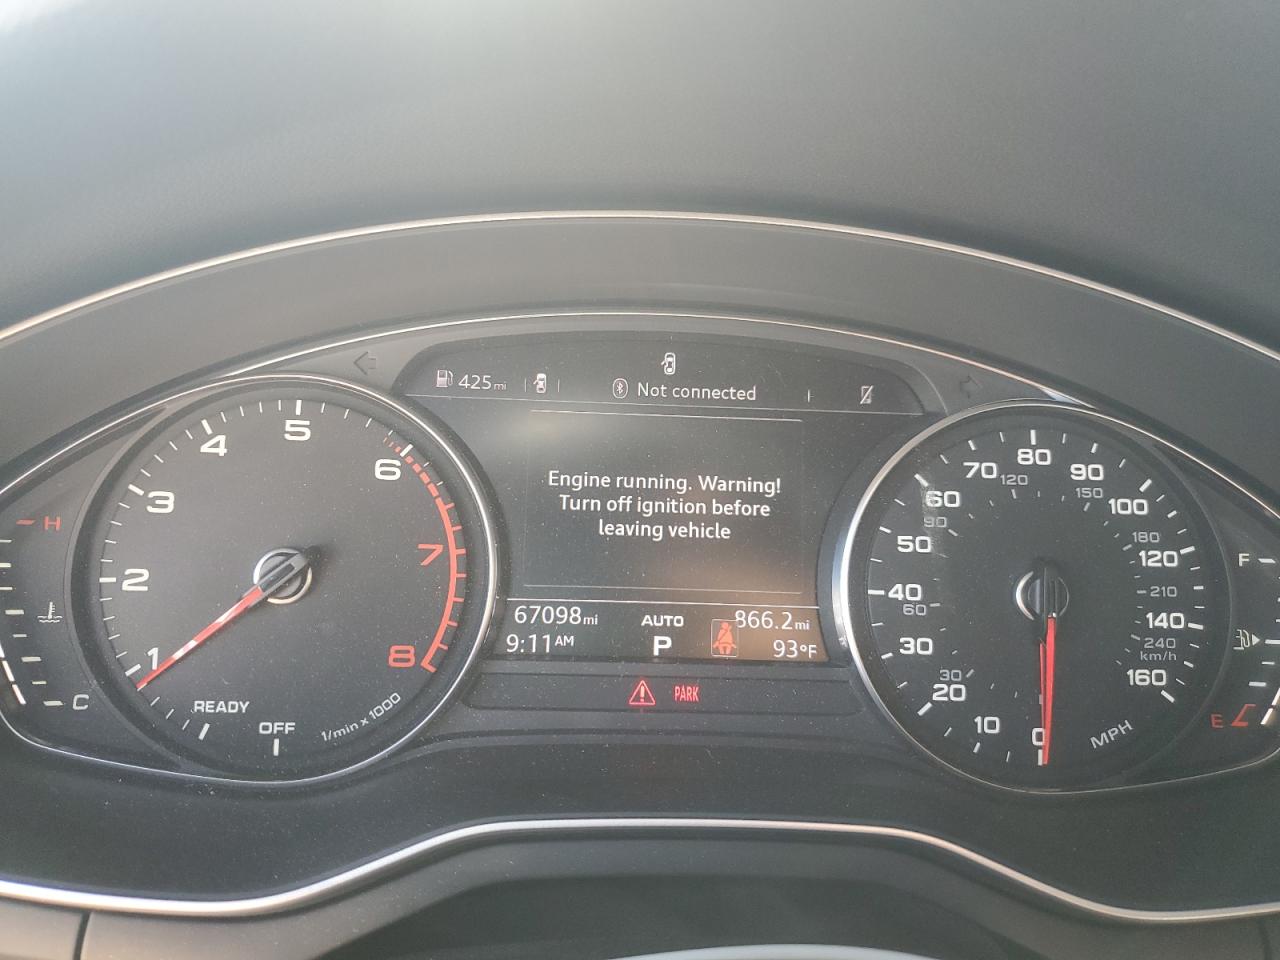 425mi
Not connected
Engine running. Warning!
Turn off ignition before
leaving vehicle
67098mi AUTO 866.2mi
9:11AM P 93°F
PARK
H
C
1 2 3 4 5 6 7 8
READY
OFF
1/min x 1000
0 10 20 30 40 50 60 70 80 90 100 120 140 160
30 60 90 120 150 180 210 240
km/h
MPH
F
E